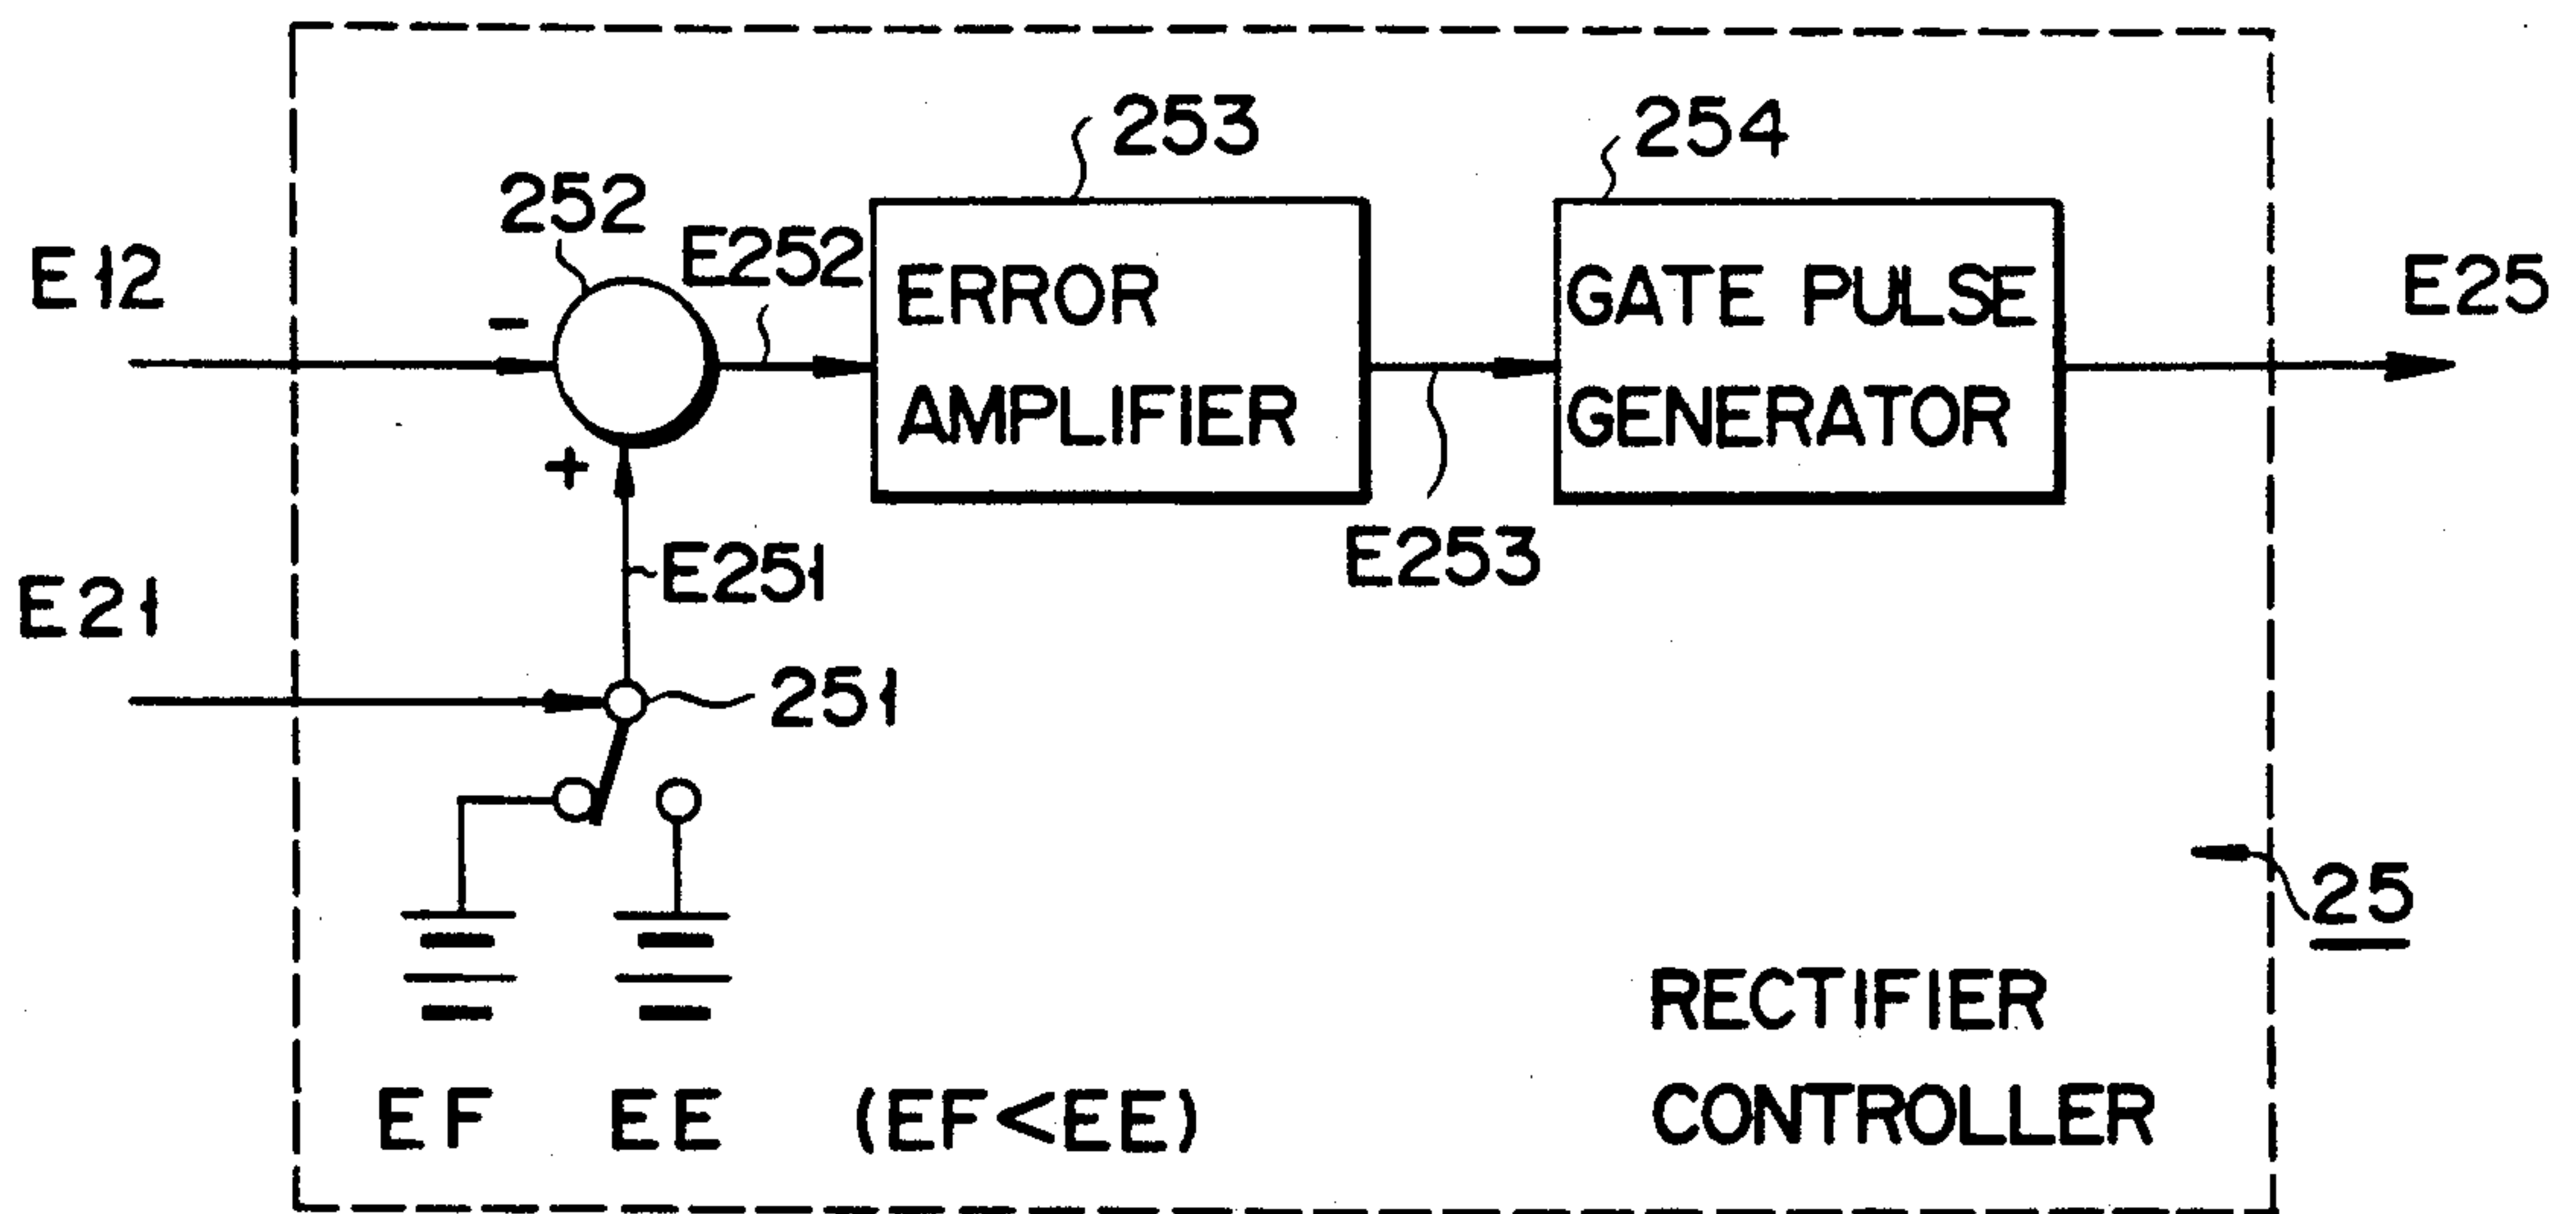 253
254
252
E252
E12
-
ERROR
AMPLIFIER
GATE PULSE
GENERATOR
E25
+
E253
E251
E21
251
25
RECTIFIER
CONTROLLER
EF
EE
(EF<EE)